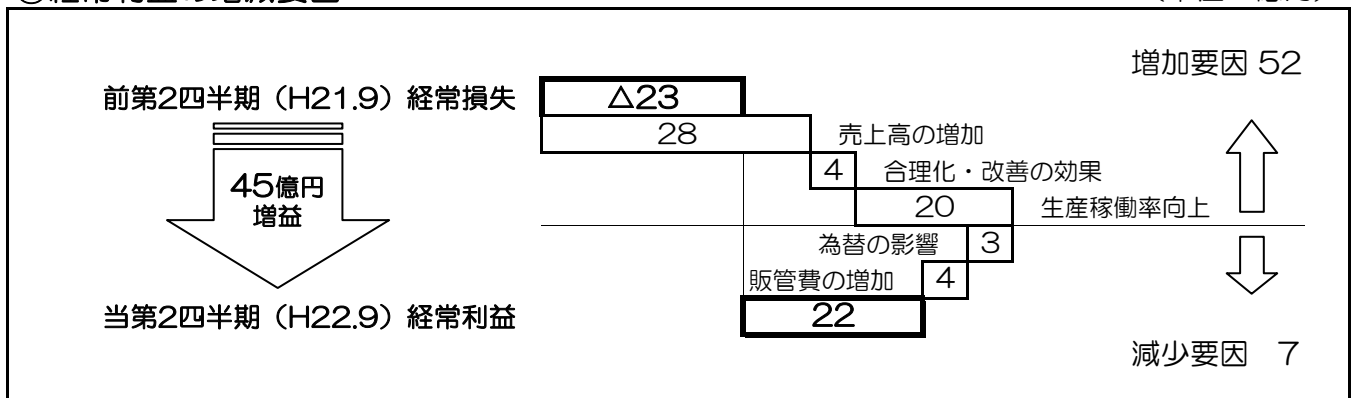 増加要因 52
前第2四半期（H21.9）経常損失
△23
28
売上高の増加
4
合理化・改善の効果
45億円
増益
20
生産稼働率向上
為替の影響
3
販管費の増加
4
当第2四半期（H22.9）経常利益
22
減少要因 7